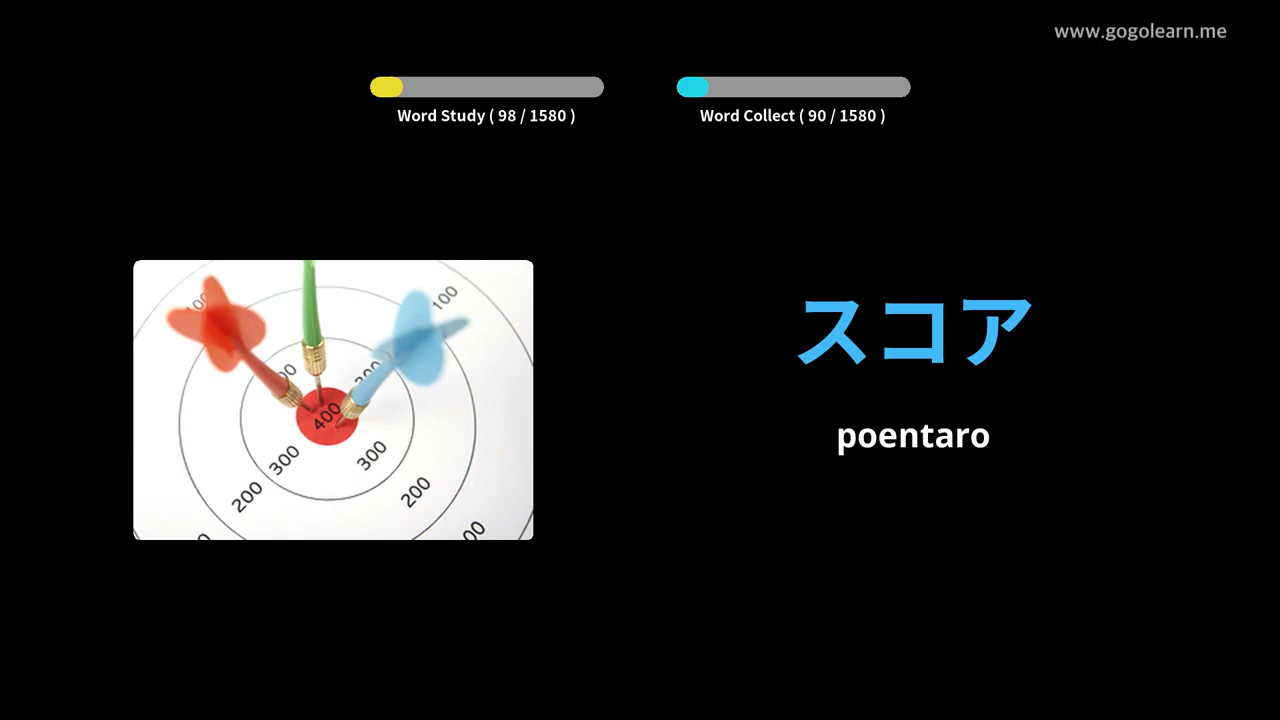 www.gogolearn.me
Word Study ( 98 / 1580 )
Word Collect ( 90 / 1580 )
スコア
poentaro
100
100
200
400
300
300
200
200